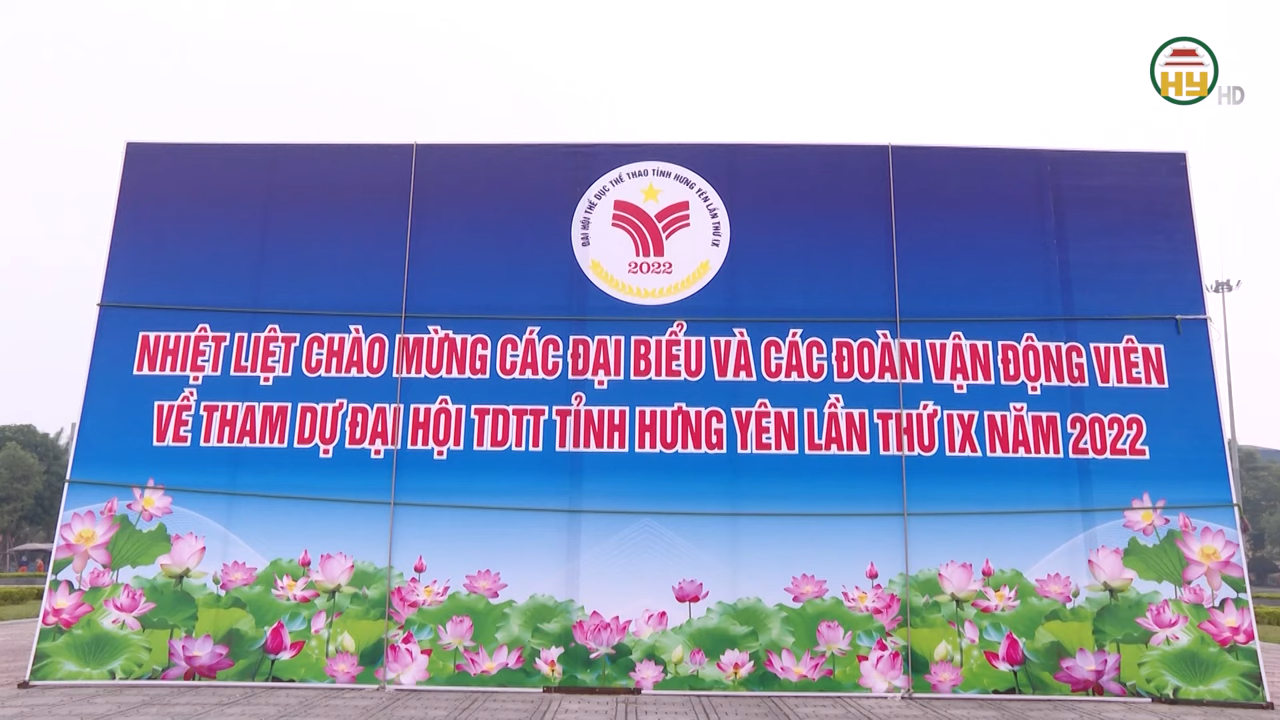 HY HD
ĐẠI HỘI THỂ DỤC THỂ THAO TỈNH HƯNG YÊN LẦN THỨ IX
2022
NHIỆT LIỆT CHÀO MỪNG CÁC ĐẠI BIỂU VÀ CÁC ĐOÀN VẬN ĐỘNG VIÊN
VỀ THAM DỰ ĐẠI HỘI TDTT TỈNH HƯNG YÊN LẦN THỨ IX NĂM 2022